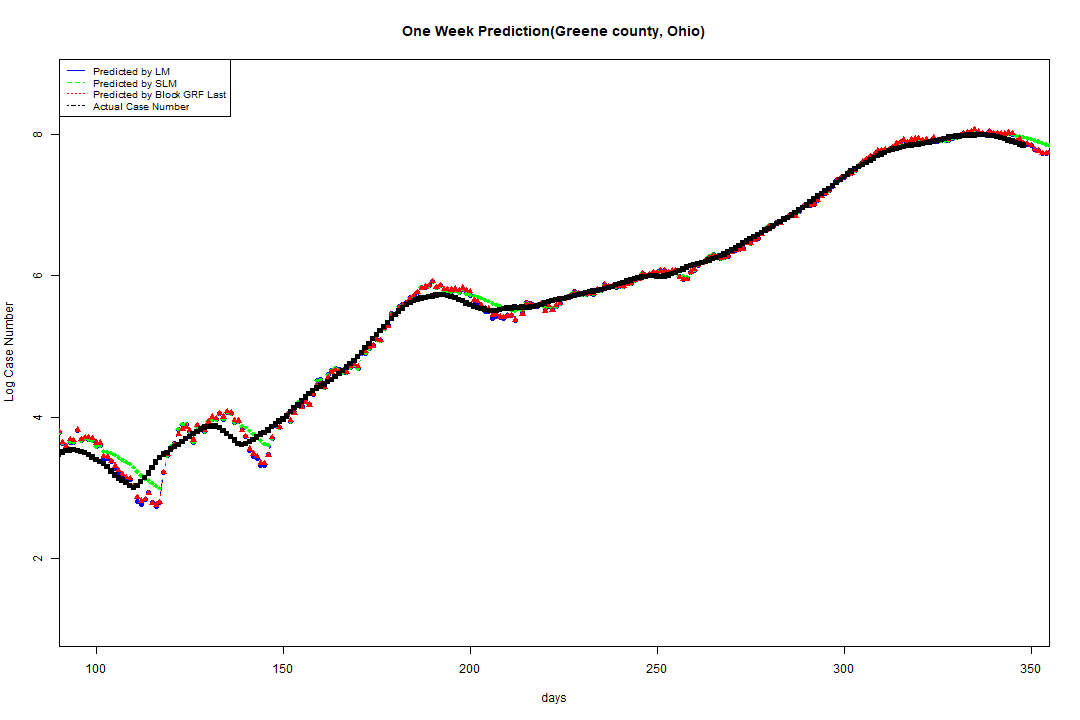 One Week Prediction(Greene county, Ohio)
Predicted by LM
Predicted by SLM
Predicted by Block GRF Last
Actual Case Number
8
6
4
2
Log Case Number
100 150 200 250 300 350
days